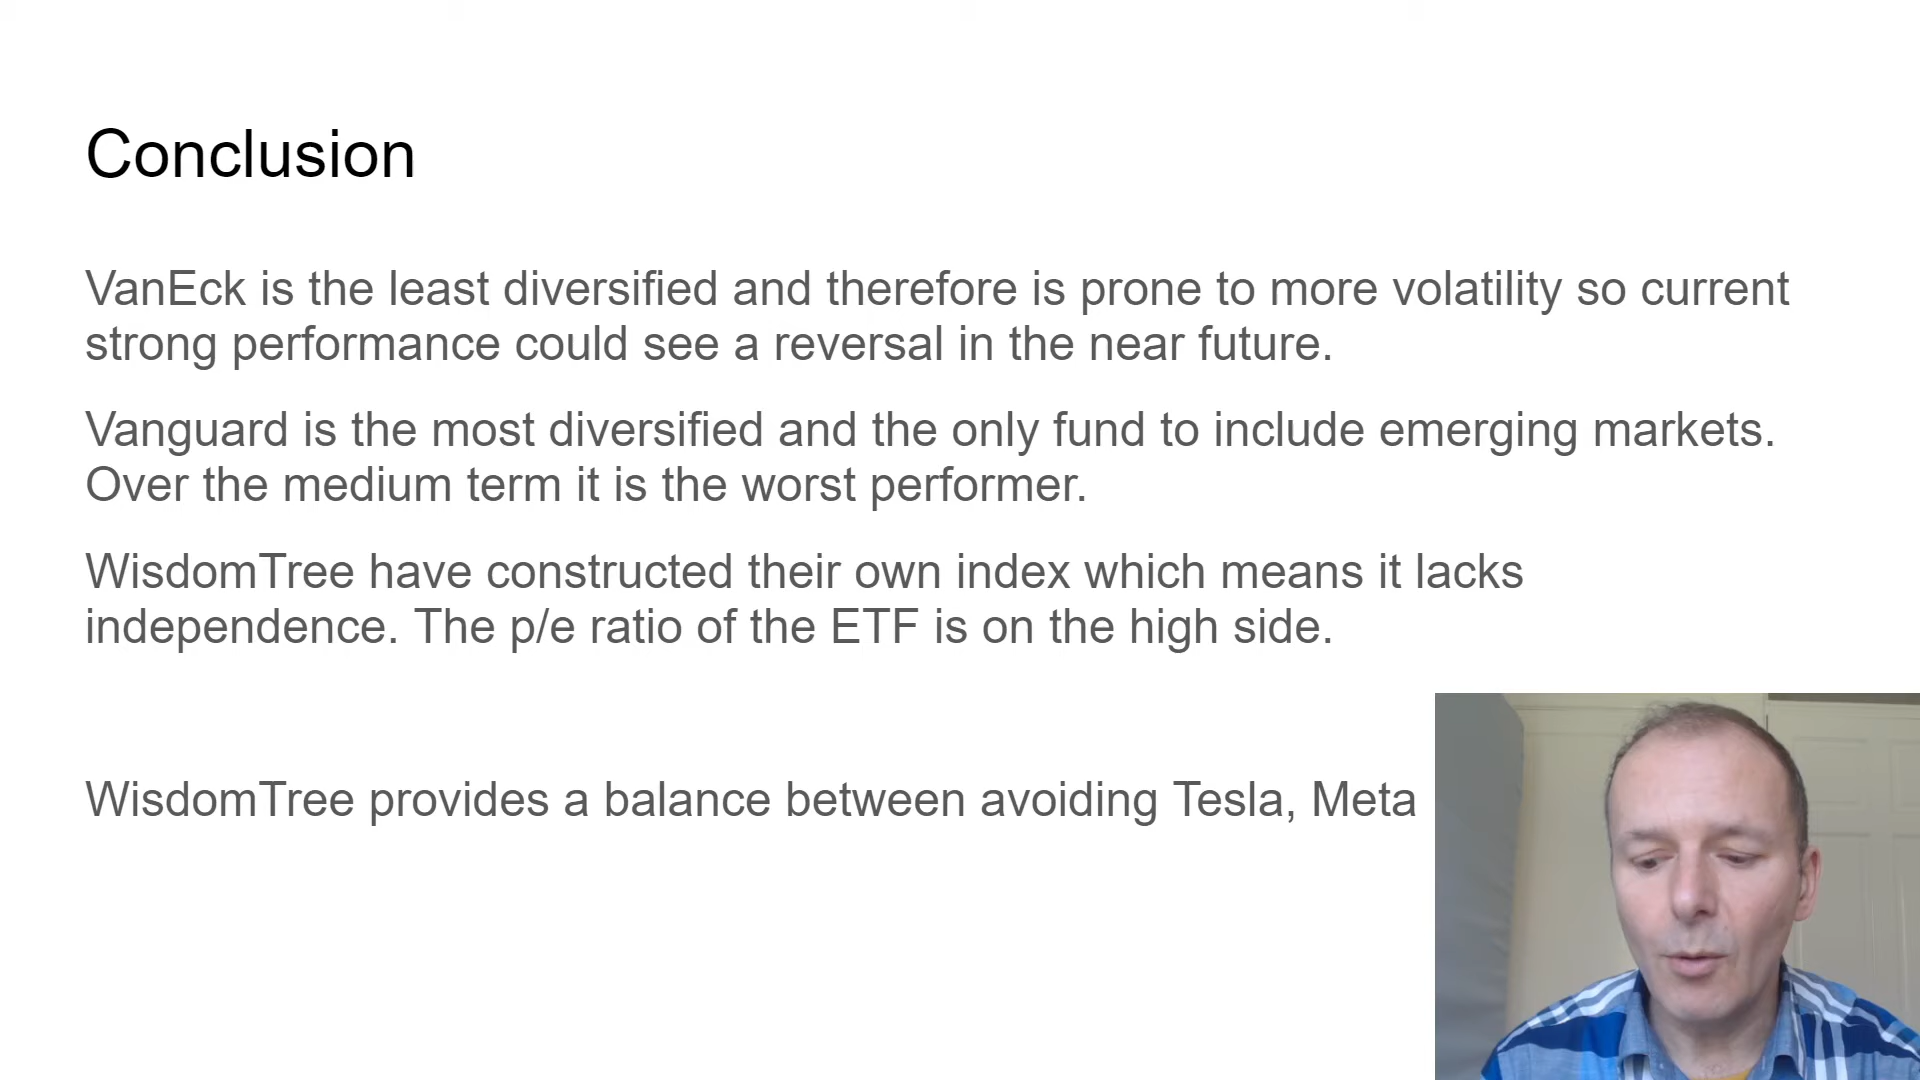 Conclusion
VanEck is the least diversified and therefore is prone to more volatility so current
strong performance could see a reversal in the near future.
Vanguard is the most diversified and the only fund to include emerging markets.
Over the medium term it is the worst performer.
WisdomTree have constructed their own index which means it lacks
independence. The p/e ratio of the ETF is on the high side.
WisdomTree provides a balance between avoiding Tesla, Meta